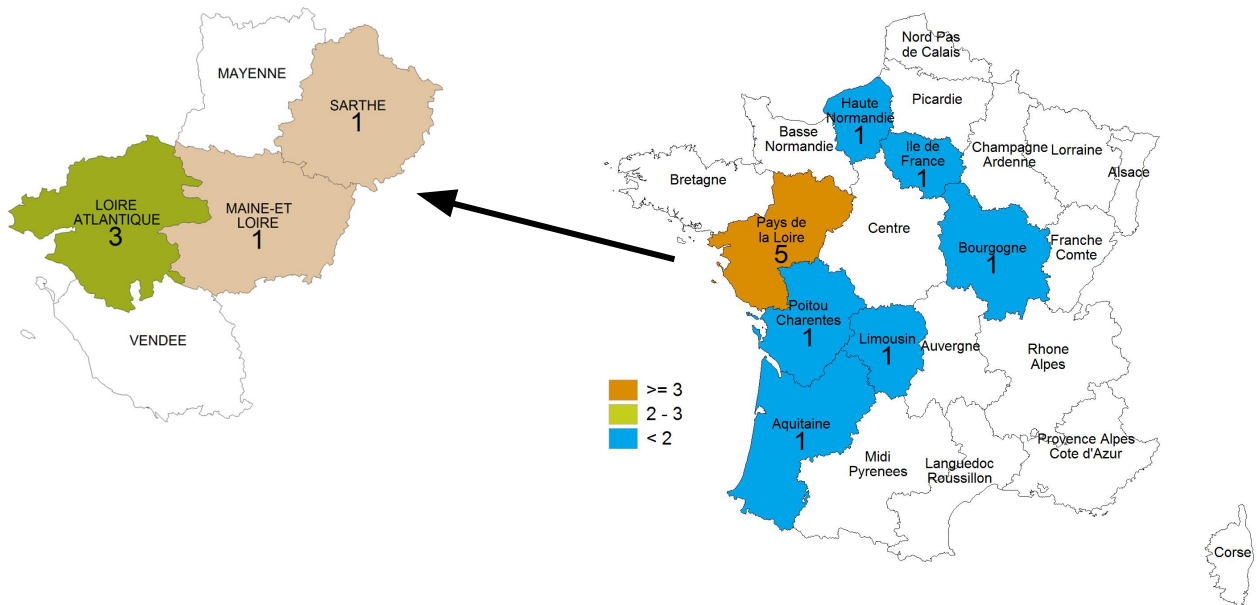 MAYENNE
SARTHE
1
LOIRE
ATLANTIQUE
3
MAINE-ET
LOIRE
1
VENDEE
Nord Pas
de Calais
Picardie
Haute
Normandie
1
Basse
Normandie
Ile de
France
1
Champagne
Ardenne
Lorraine
Alsace
Bretagne
Pays de
la Loire
5
Centre
Bourgogne
1
Franche
Comte
Poitou
Charentes
1
Limousin
1
Auvergne
Rhone
Alpes
>= 3
2 - 3
< 2
Aquitaine
1
Midi
Pyrenees
Languedoc
Roussillon
Provence Alpes
Cote d'Azur
Corse